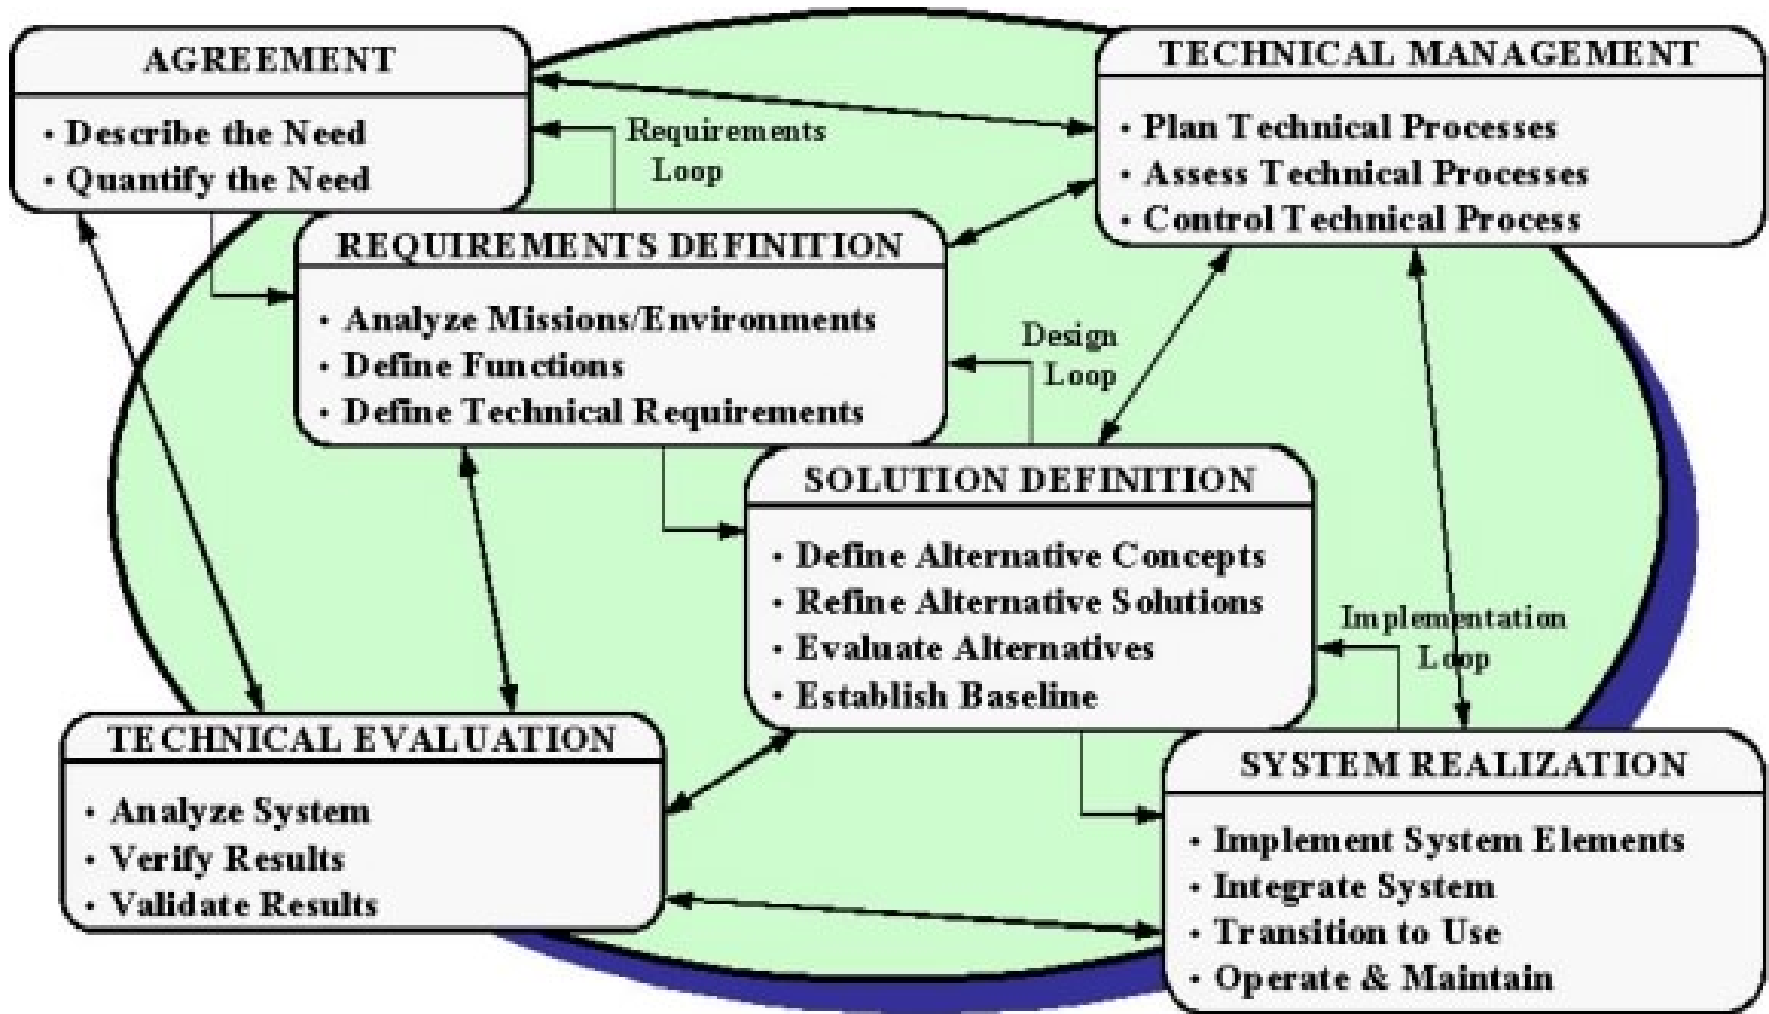 AGREEMENT
• Describe the Need
• Quantify the Need
TECHNICAL MANAGEMENT
• Plan Technical Processes
• Assess Technical Processes
• Control Technical Process
Requirements
Loop
REQUIREMENTS DEFINITION
• Analyze Missions/Environments
• Define Functions
• Define Technical Requirements
Design
Loop
SOLUTION DEFINITION
• Define Alternative Concepts
• Refine Alternative Solutions
• Evaluate Alternatives
• Establish Baseline
Implementation
Loop
TECHNICAL EVALUATION
• Analyze System
• Verify Results
• Validate Results
SYSTEM REALIZATION
• Implement System Elements
• Integrate System
• Transition to Use
• Operate & Maintain